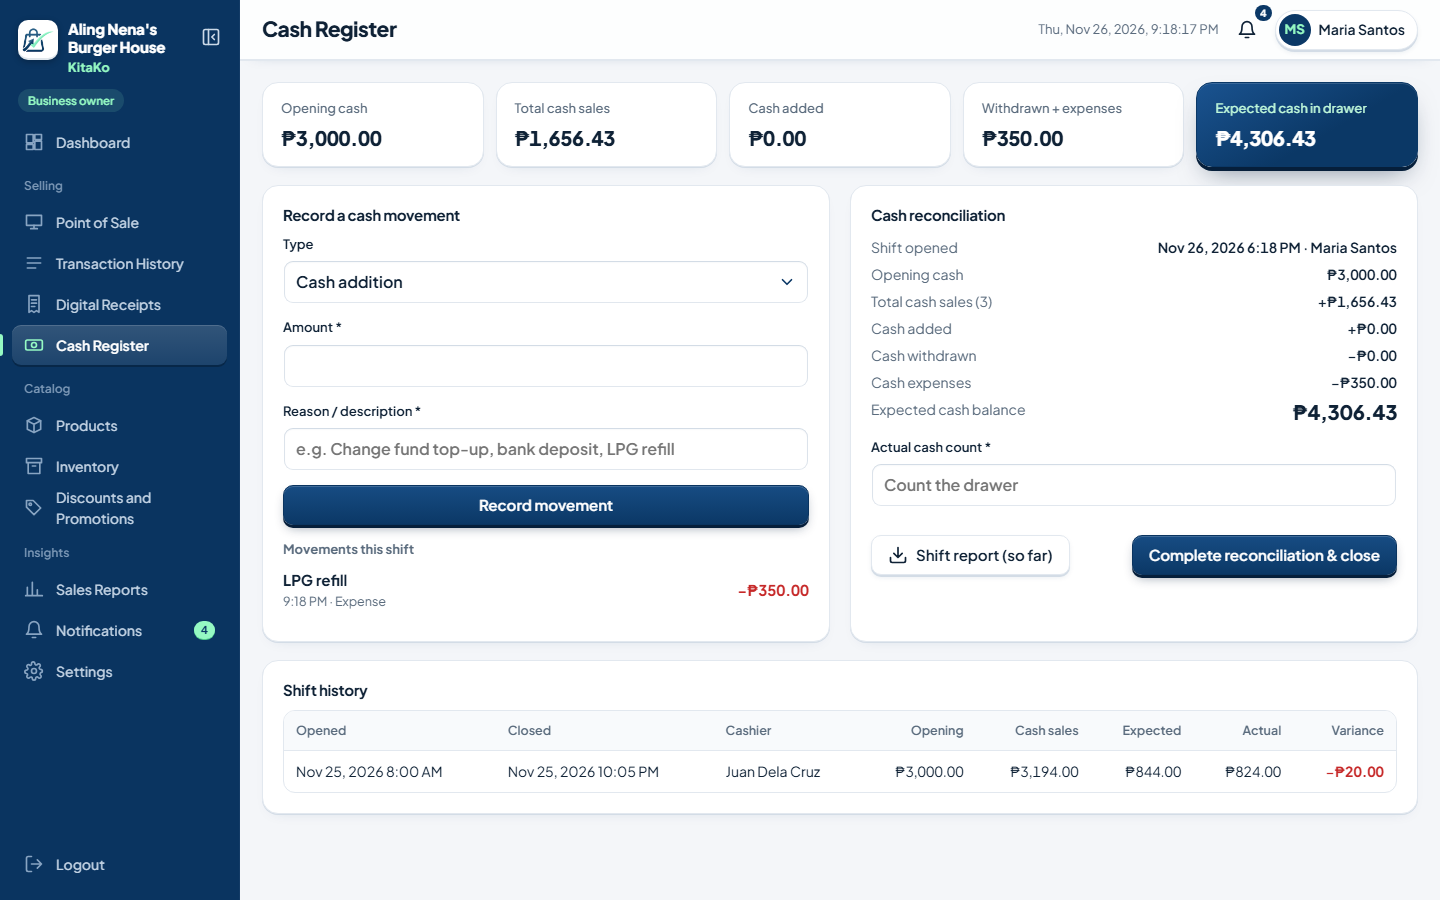 Aling Nena's
Burger House
KitaKo
Business owner
Dashboard
Selling
Point of Sale
Transaction History
Digital Receipts
Cash Register
Catalog
Products
Inventory
Discounts and
Promotions
Insights
Sales Reports
Notifications 4
Settings
Logout
Cash Register
Thu, Nov 26, 2026, 9:18:17 PM
4
MS Maria Santos
Opening cash
₱3,000.00
Total cash sales
₱1,656.43
Cash added
₱0.00
Withdrawn + expenses
₱350.00
Expected cash in drawer
₱4,306.43
Record a cash movement
Type
Cash addition
Amount *
Reason / description *
e.g. Change fund top-up, bank deposit, LPG refill
Record movement
Movements this shift
LPG refill
9:18 PM · Expense
−₱350.00
Cash reconciliation
Shift opened Nov 26, 2026 6:18 PM · Maria Santos
Opening cash ₱3,000.00
Total cash sales (3) +₱1,656.43
Cash added +₱0.00
Cash withdrawn −₱0.00
Cash expenses −₱350.00
Expected cash balance ₱4,306.43
Actual cash count *
Count the drawer
Shift report (so far)
Complete reconciliation & close
Shift history
Opened Closed Cashier Opening Cash sales Expected Actual Variance
Nov 25, 2026 8:00 AM Nov 25, 2026 10:05 PM Juan Dela Cruz ₱3,000.00 ₱3,194.00 ₱844.00 ₱824.00 −₱20.00